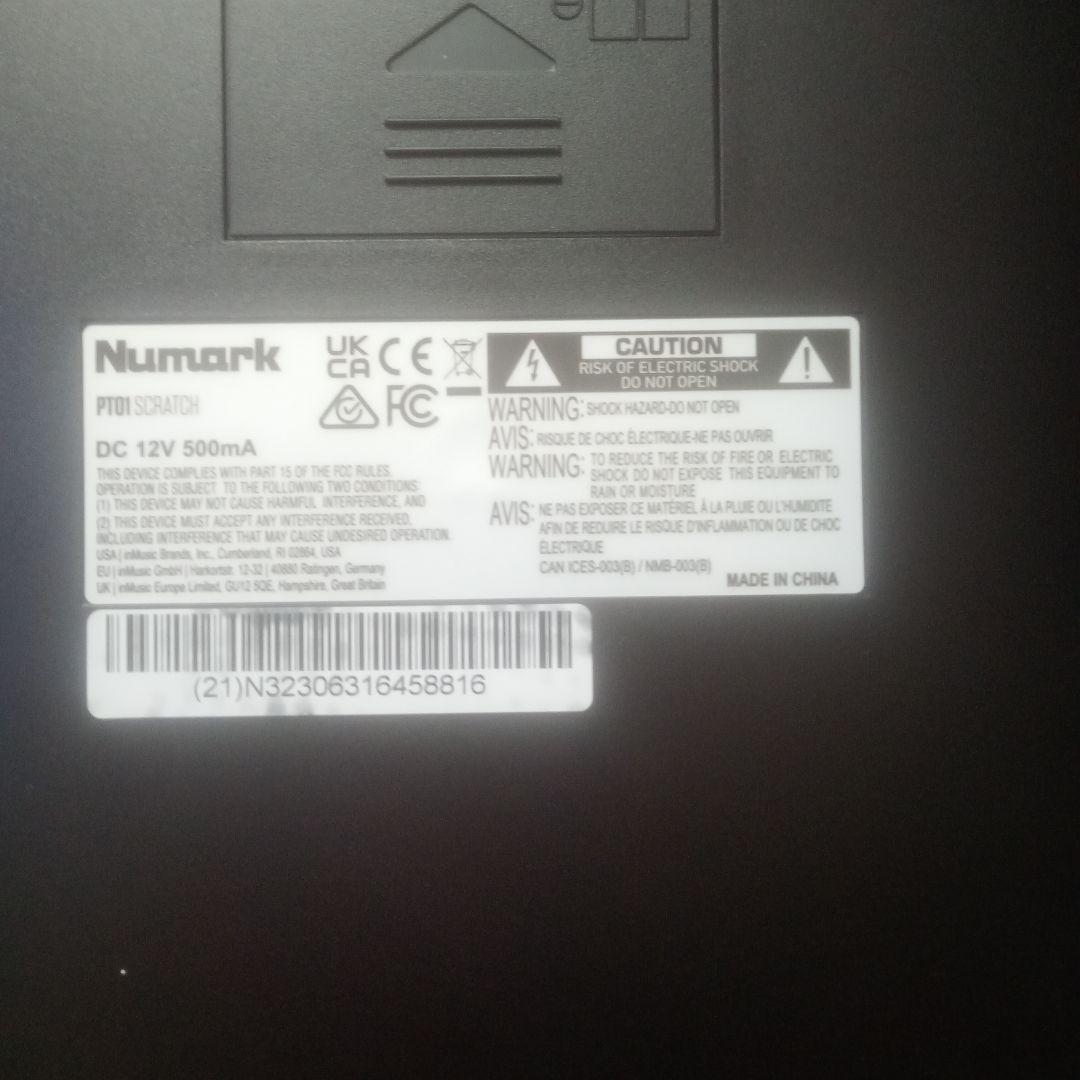 Numark
UK
CA
CE
FC
PT01 SCRATCH
DC 12V 500mA
THIS DEVICE COMPLIES WITH PART 15 OF THE FCC RULES.
OPERATION IS SUBJECT TO THE FOLLOWING TWO CONDITIONS:
(1) THIS DEVICE MAY NOT CAUSE HARMFUL INTERFERENCE, AND
(2) THIS DEVICE MUST ACCEPT ANY INTERFERENCE RECEIVED,
INCLUDING INTERFERENCE THAT MAY CAUSE UNDESIRED OPERATION.
USA | inMusic Brands, Inc., Cumberland, RI 02864, USA
EU | inMusic GmbH | Harkortstr. 12-32 | 40880 Ratingen, Germany
UK | inMusic Europe Limited, GU12 5QE, Hampshire, Great Britain
CAUTION
RISK OF ELECTRIC SHOCK
DO NOT OPEN
WARNING: SHOCK HAZARD-DO NOT OPEN
AVIS: RISQUE DE CHOC ÉLECTRIQUE-NE PAS OUVRIR
WARNING: TO REDUCE THE RISK OF FIRE OR ELECTRIC
SHOCK DO NOT EXPOSE THIS EQUIPMENT TO
RAIN OR MOISTURE
AVIS: NE PAS EXPOSER CE MATÉRIEL À LA PLUIE OU L'HUMIDITE
AFIN DE REDUIRE LE RISQUE D'INFLAMMATION OU DE CHOC
ÉLECTRIQUE
CAN ICES-003(B) / NMB-003(B)
MADE IN CHINA
(21)N32306316458816